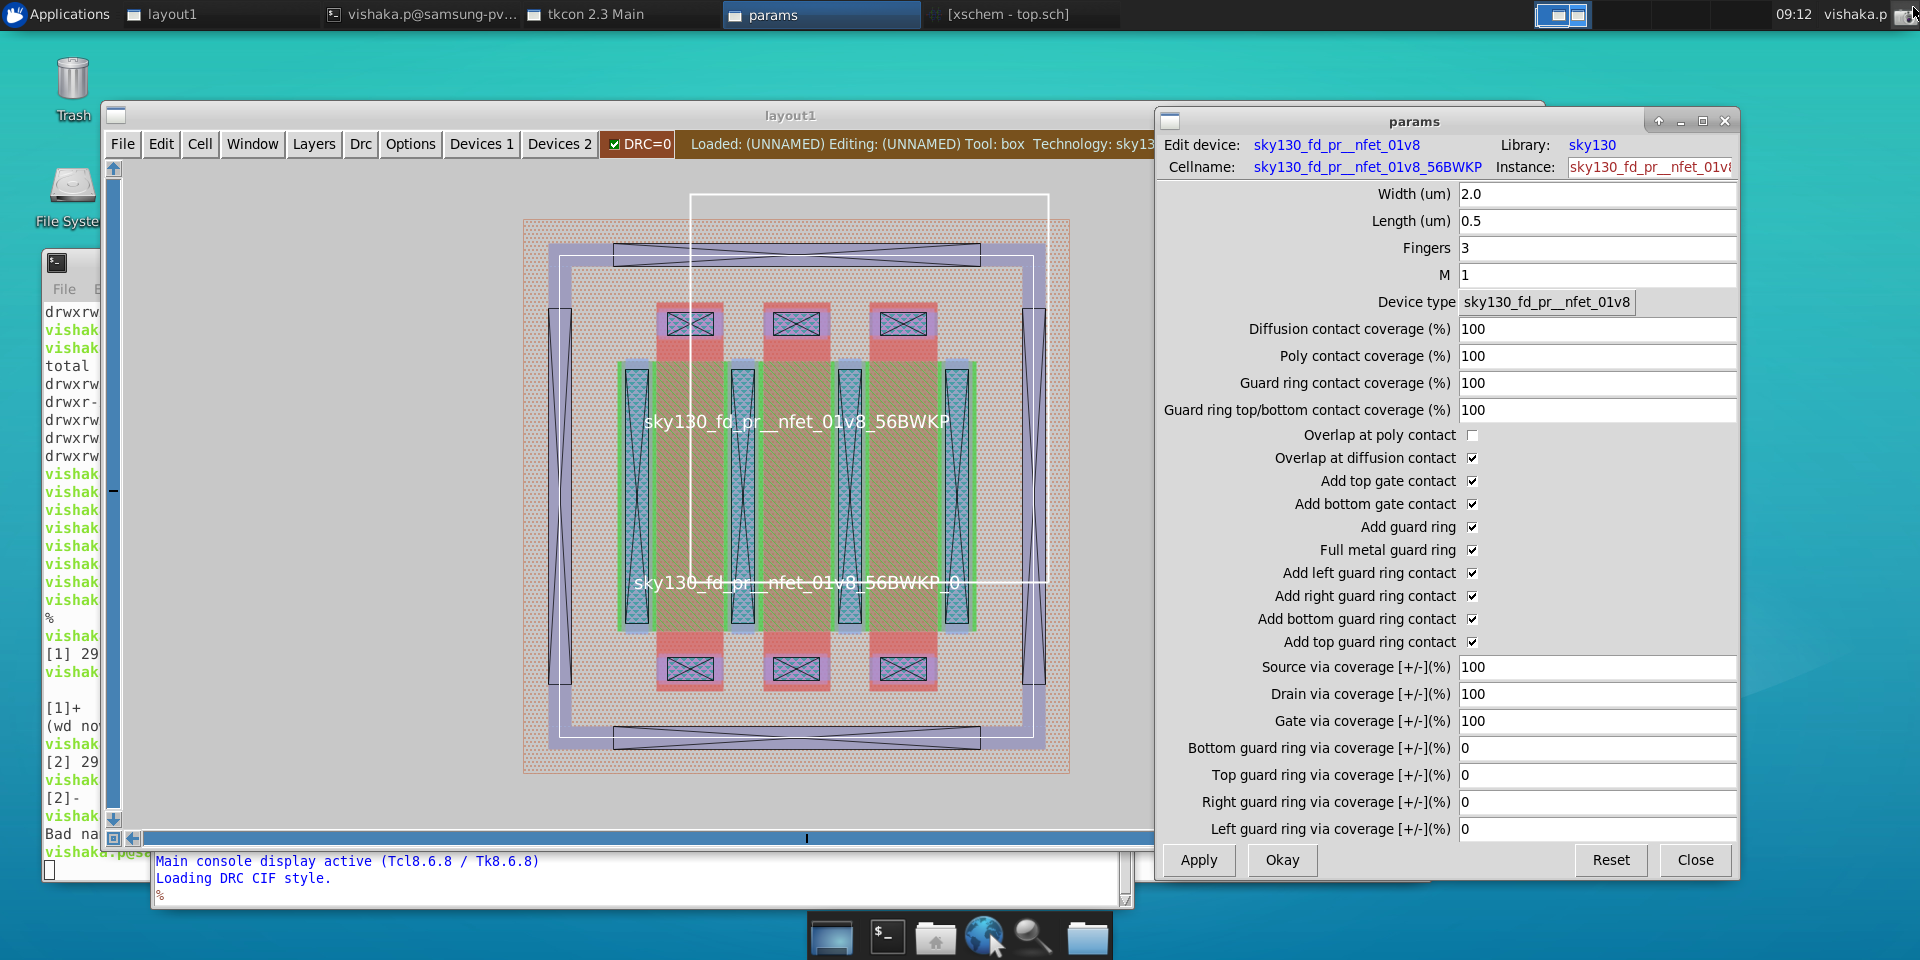 Applications
layout1
vishaka.p@samsung-pv...
tkcon 2.3 Main
params
[xschem - top.sch]
09:12
vishaka.p
Trash
File Syste
layout1
File Edit Cell Window Layers Drc Options Devices 1 Devices 2 DRC=0 Loaded: (UNNAMED) Editing: (UNNAMED) Tool: box Technology: sky13
sky130_fd_pr__nfet_01v8_56BWKP
sky130_fd_pr__nfet_01v8_56BWKP_0
File
drwxrw
vishak
vishak
total
drwxrw
drwxr-
drwxrw
drwxrw
drwxrw
vishak
vishak
vishak
vishak
vishak
vishak
vishak
vishak
%
vishak
[1] 29
vishak
[1]+
(wd no
vishak
[2] 29
vishak
[2]-
vishak
Bad na
vishaka.p@sa
Main console display active (Tcl8.6.8 / Tk8.6.8)
Loading DRC CIF style.
%
params
Edit device: sky130_fd_pr__nfet_01v8 Library: sky130
Cellname: sky130_fd_pr__nfet_01v8_56BWKP Instance: sky130_fd_pr__nfet_01v8
Width (um) 2.0
Length (um) 0.5
Fingers 3
M 1
Device type sky130_fd_pr__nfet_01v8
Diffusion contact coverage (%) 100
Poly contact coverage (%) 100
Guard ring contact coverage (%) 100
Guard ring top/bottom contact coverage (%) 100
Overlap at poly contact
Overlap at diffusion contact
Add top gate contact
Add bottom gate contact
Add guard ring
Full metal guard ring
Add left guard ring contact
Add right guard ring contact
Add bottom guard ring contact
Add top guard ring contact
Source via coverage [+/-](%) 100
Drain via coverage [+/-](%) 100
Gate via coverage [+/-](%) 100
Bottom guard ring via coverage [+/-](%) 0
Top guard ring via coverage [+/-](%) 0
Right guard ring via coverage [+/-](%) 0
Left guard ring via coverage [+/-](%) 0
Apply Okay Reset Close